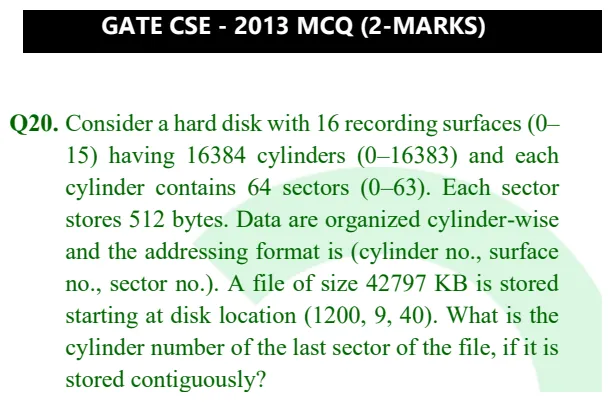 GATE CSE - 2013 MCQ (2-MARKS)
Q20. Consider a hard disk with 16 recording surfaces (0–
15) having 16384 cylinders (0–16383) and each
cylinder contains 64 sectors (0–63). Each sector
stores 512 bytes. Data are organized cylinder-wise
and the addressing format is (cylinder no., surface
no., sector no.). A file of size 42797 KB is stored
starting at disk location (1200, 9, 40). What is the
cylinder number of the last sector of the file, if it is
stored contiguously?